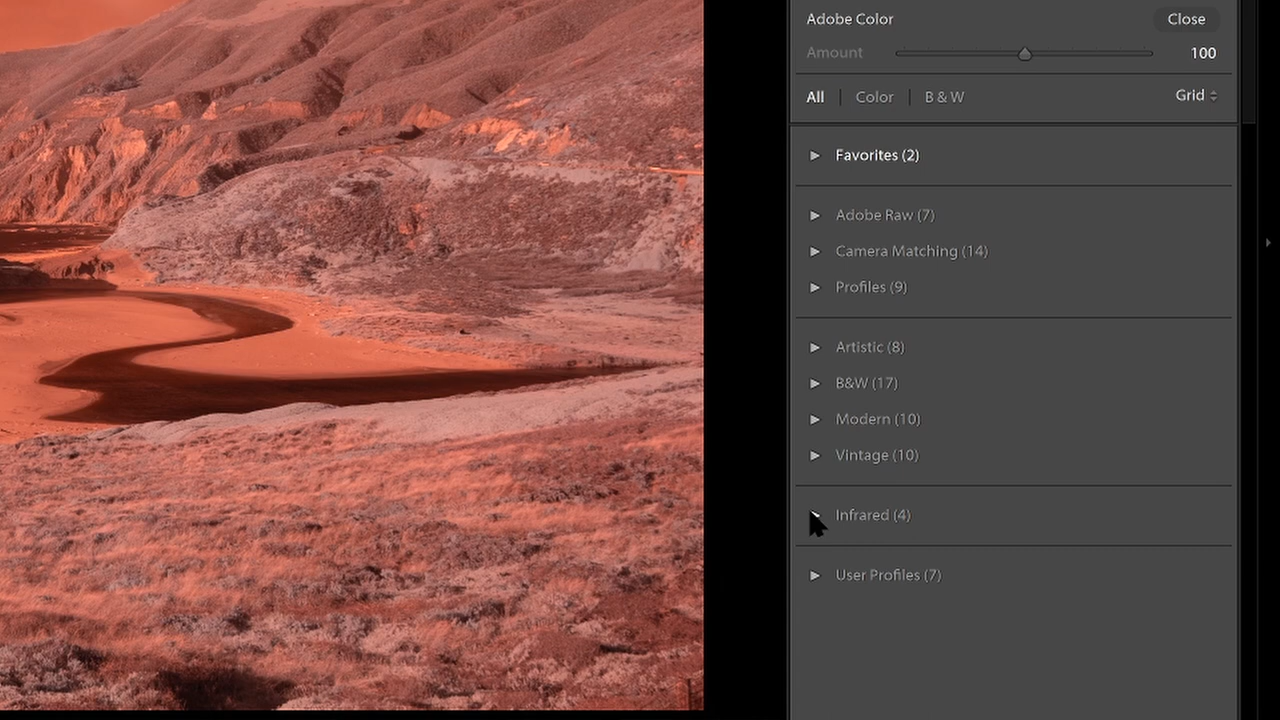 Adobe Color Close
Amount 100
All Color B & W Grid
Favorites (2)
Adobe Raw (7)
Camera Matching (14)
Profiles (9)
Artistic (8)
B&W (17)
Modern (10)
Vintage (10)
Infrared (4)
User Profiles (7)